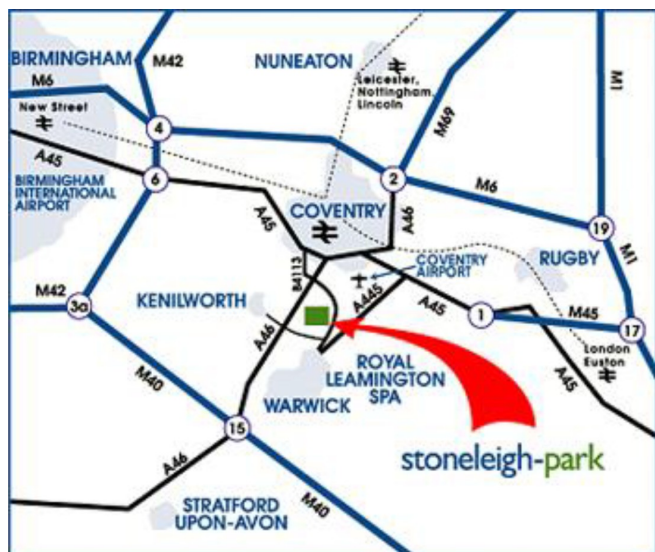 BIRMINGHAM
M42
NUNEATON
M6
New Street
Leicester,
Nottingham,
Lincoln
M69
M1
4
A45
BIRMINGHAM
INTERNATIONAL
AIRPORT
6
2
M6
A45
COVENTRY
A46
19
M1
B4113
COVENTRY
AIRPORT
RUGBY
M42
3a
KENILWORTH
A445
A45
1
M45
17
A46
ROYAL
LEAMINGTON
SPA
London
Euston
A45
M40
WARWICK
15
A46
stoneleigh-park
STRATFORD
UPON-AVON
M40